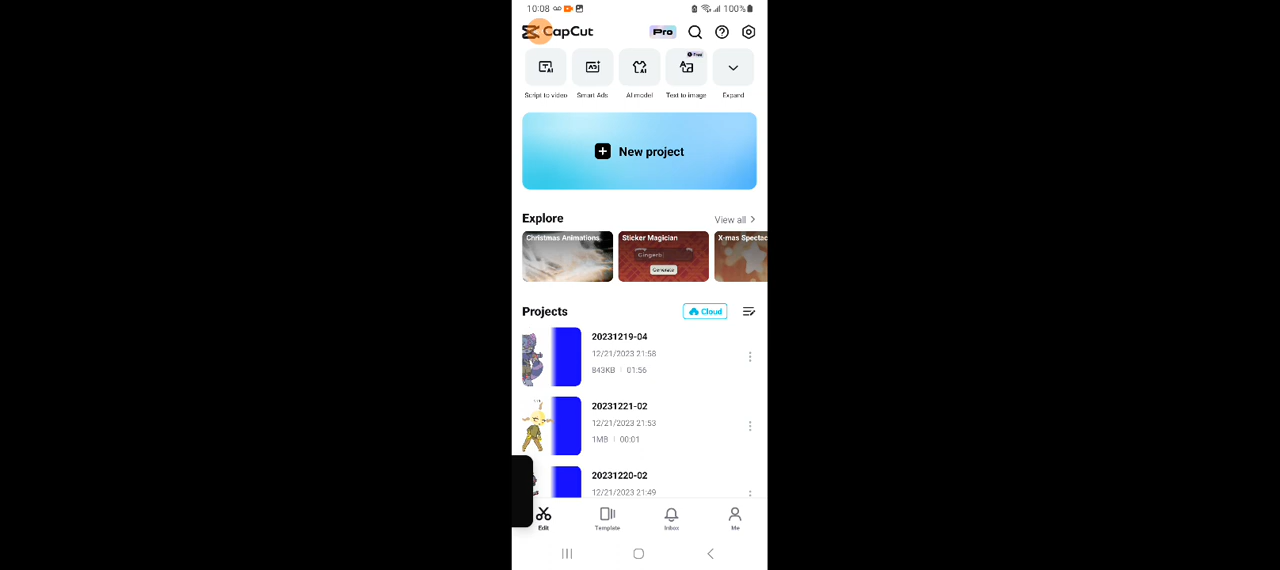 10:08 100%
CapCut Pro
Free
Script to video Smart Ads AI model Text to image Expand
New project
Explore View all
Christmas Animations Sticker Magician X-mas Spectac
Gingerb
Generate
Projects Cloud
20231219-04
12/21/2023 21:58
843KB 01:56
20231221-02
12/21/2023 21:53
1MB 00:01
20231220-02
12/21/2023 21:49
Edit Template Inbox Me